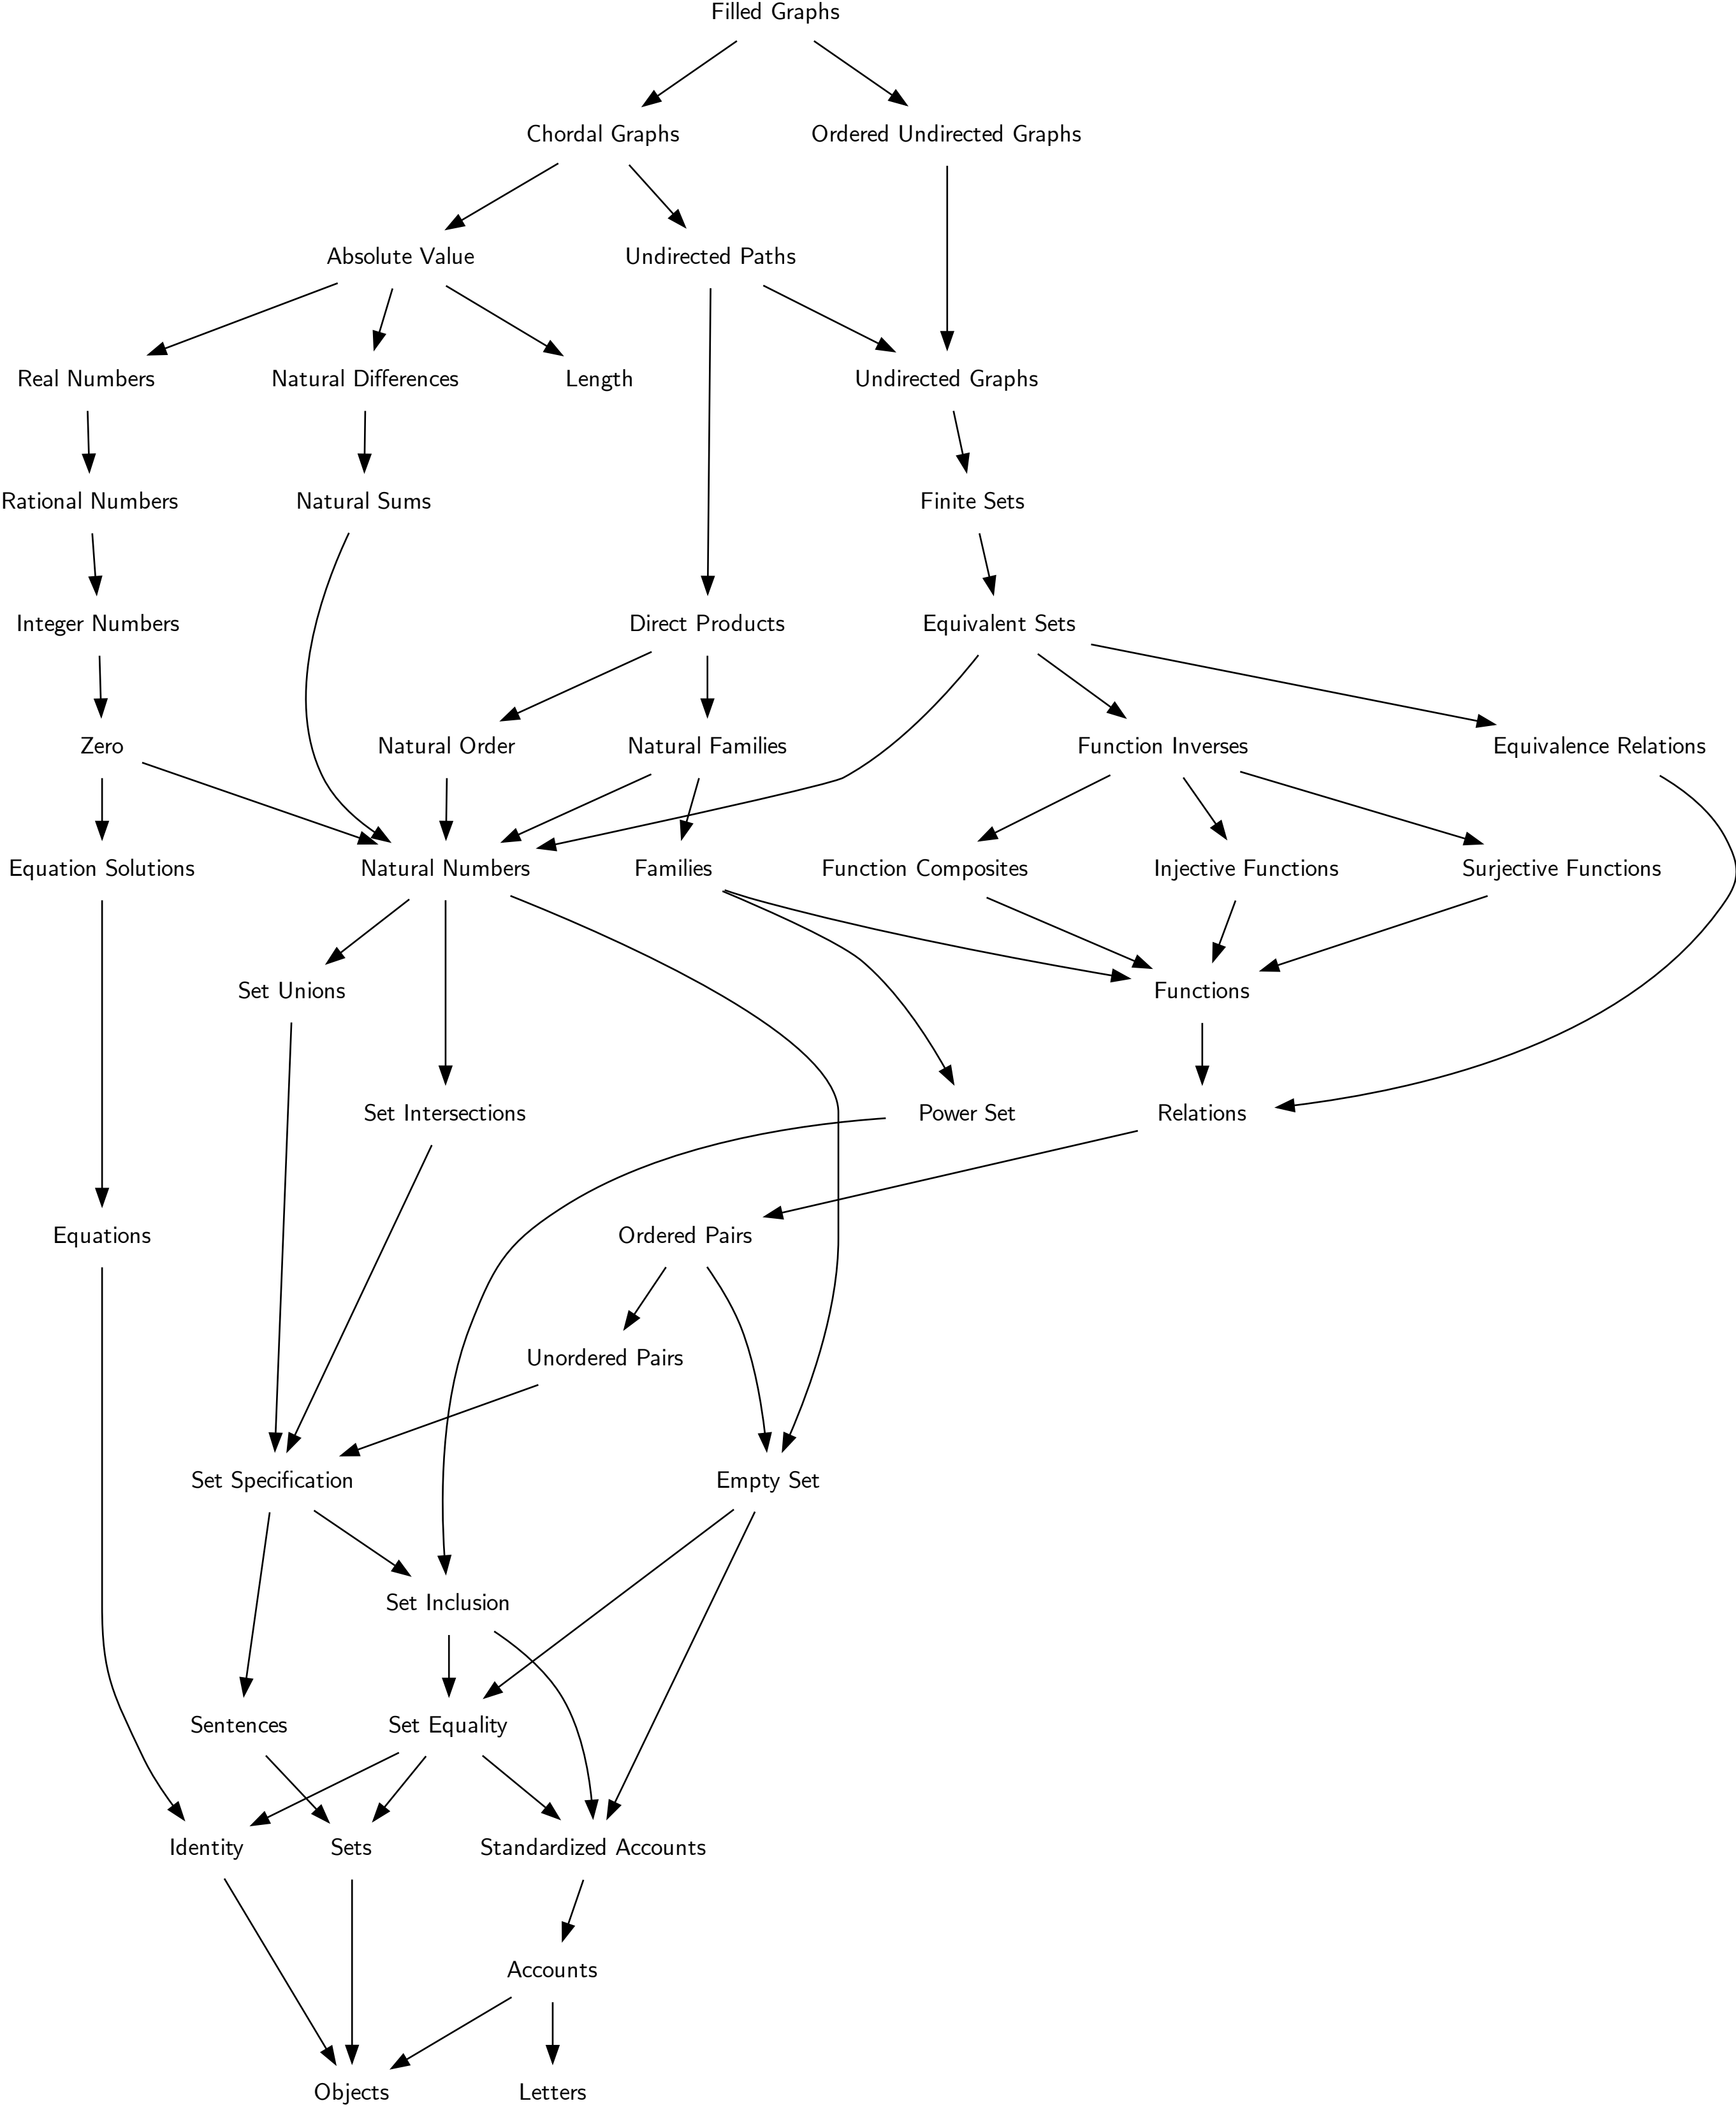 Filled Graphs
Chordal Graphs
Ordered Undirected Graphs
Absolute Value
Undirected Paths
Real Numbers
Natural Differences
Length
Undirected Graphs
Rational Numbers
Natural Sums
Finite Sets
Integer Numbers
Direct Products
Equivalent Sets
Zero
Natural Order
Natural Families
Function Inverses
Equivalence Relations
Equation Solutions
Natural Numbers
Families
Function Composites
Injective Functions
Surjective Functions
Set Unions
Functions
Set Intersections
Power Set
Relations
Equations
Ordered Pairs
Unordered Pairs
Set Specification
Empty Set
Set Inclusion
Sentences
Set Equality
Identity
Sets
Standardized Accounts
Accounts
Objects
Letters